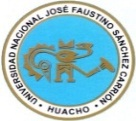 UNIVERSIDAD NACIONAL JOSÉ FAUSTINO SÁNCHEZ CARRIÓN
• HUACHO •